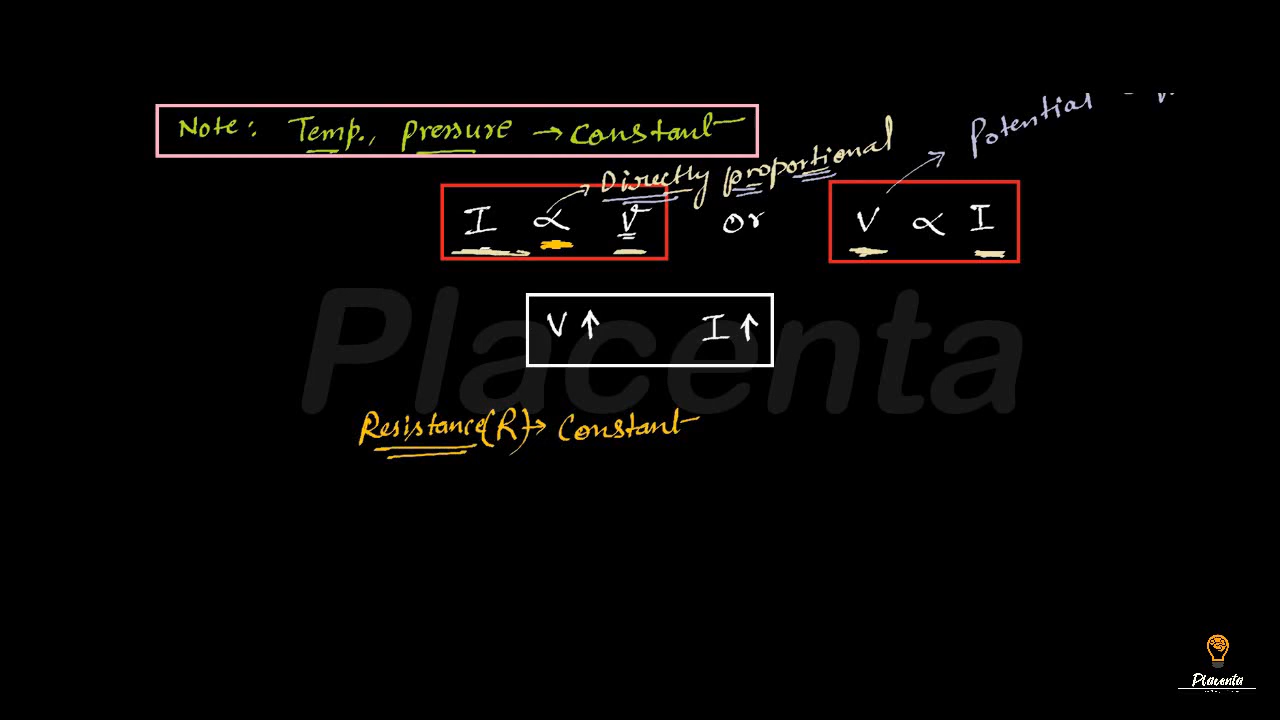 Potential
Note: Temp., pressure → constant
Directly proportional
I ∝ V or V ∝ I
V ↑ I ↑
Placenta
Resistance(R) → constant
Placenta